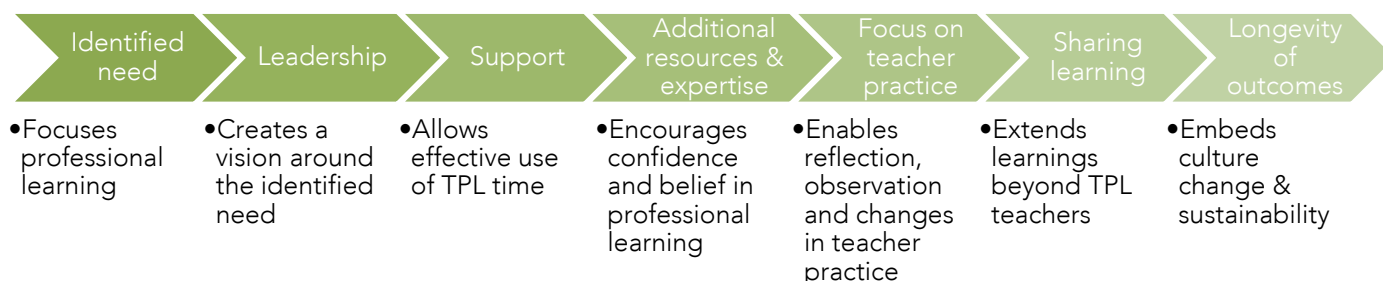 Identified
need
Leadership
Support
Additional
resources &
expertise
Focus on
teacher
practice
Sharing
learning
Longevity
of
outcomes
•Focuses
professional
learning
•Creates a
vision around
the identified
need
•Allows
effective use
of TPL time
•Encourages
confidence
and belief in
professional
learning
•Enables
reflection,
observation
and changes
in teacher
practice
•Extends
learnings
beyond TPL
teachers
•Embeds
culture
change &
sustainability